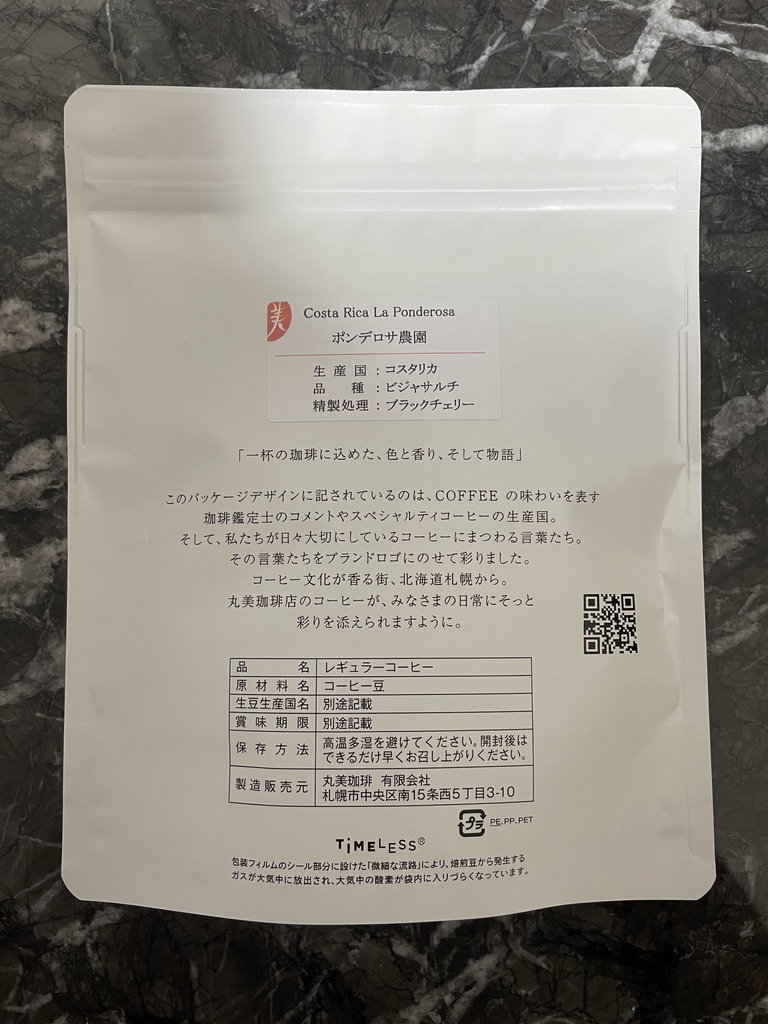 美
Costa Rica La Ponderosa
ポンデロサ農園
生産国：コスタリカ
品種：ビジャサルチ
精製処理：ブラックチェリー
「一杯の珈琲に込めた、色と香り、そして物語」
このパッケージデザインに記されているのは、COFFEE の味わいを表す
珈琲鑑定士のコメントやスペシャルティコーヒーの生産国。
そして、私たちが日々大切にしているコーヒーにまつわる言葉たち。
その言葉たちをブランドロゴにのせて彩りました。
コーヒー文化が香る街、北海道札幌から。
丸美珈琲店のコーヒーが、みなさまの日常にそっと
彩りを添えられますように。
品名 レギュラーコーヒー
原材料名 コーヒー豆
生豆生産国名 別途記載
賞味期限 別途記載
保存方法 高温多湿を避けてください。開封後は
できるだけ早くお召し上がりください。
製造販売元 丸美珈琲 有限会社
札幌市中央区南15条西5丁目3-10
プラ PE.PP.PET
TiMELESS®
包装フィルムのシール部分に設けた「微細な流路」により、焙煎豆から発生する
ガスが大気中に放出され、大気中の酸素が袋内に入りづらくなっています。